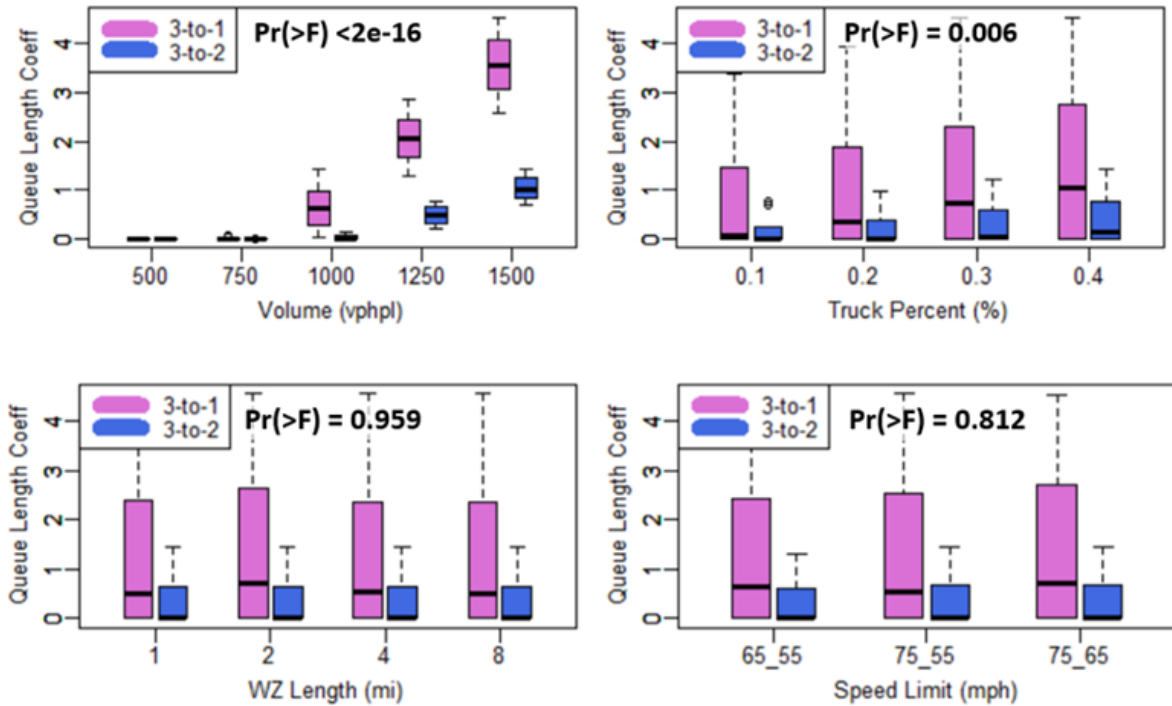 3-to-1
3-to-2
Pr(>F) <2e-16
Queue Length Coeff
4
3
2
1
0
500 750 1000 1250 1500
Volume (vphpl)
3-to-1
3-to-2
Pr(>F) = 0.006
Queue Length Coeff
4
3
2
1
0
0.1 0.2 0.3 0.4
Truck Percent (%)
3-to-1
3-to-2
Pr(>F) = 0.959
Queue Length Coeff
4
3
2
1
0
1 2 4 8
WZ Length (mi)
3-to-1
3-to-2
Pr(>F) = 0.812
Queue Length Coeff
4
3
2
1
0
65_55 75_55 75_65
Speed Limit (mph)